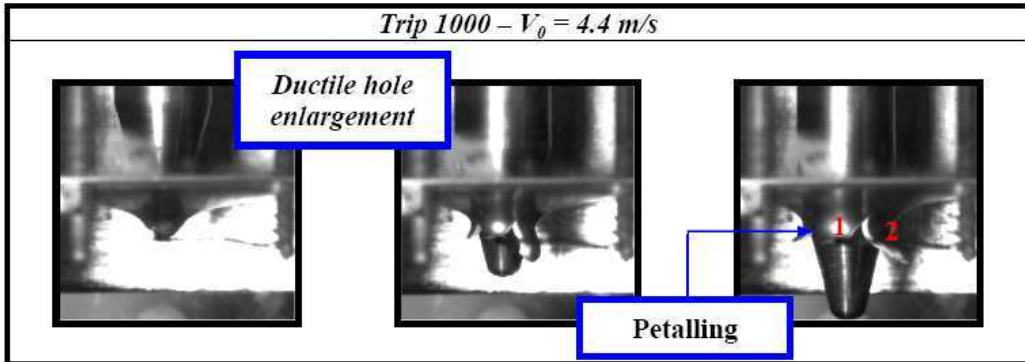 Trip 1000 – V₀ = 4.4 m/s
Ductile hole
enlargement
1
2
Petalling